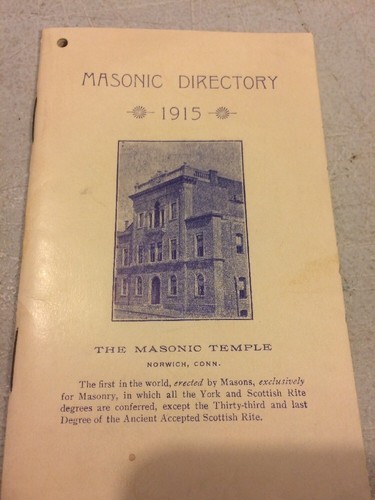 MASONIC DIRECTORY
1915
THE MASONIC TEMPLE
NORWICH, CONN.
The first in the world, erected by Masons, exclusively
for Masonry, in which all the York and Scottish Rite
degrees are conferred, except the Thirty-third and last
Degree of the Ancient Accepted Scottish Rite.